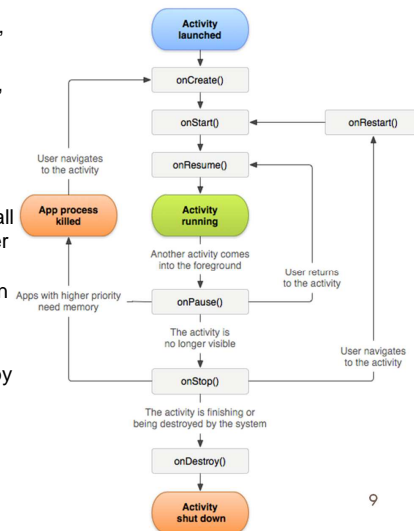 ,
,
all
er
n
by
Activity
launched
onCreate()
onStart()
onRestart()
onResume()
User navigates
to the activity
App process
killed
Activity
running
Another activity comes
into the foreground
User returns
to the activity
Apps with higher priority
need memory
onPause()
The activity is
no longer visible
User navigates
to the activity
onStop()
The activity is finishing or
being destroyed by the system
onDestroy()
Activity
shut down
9